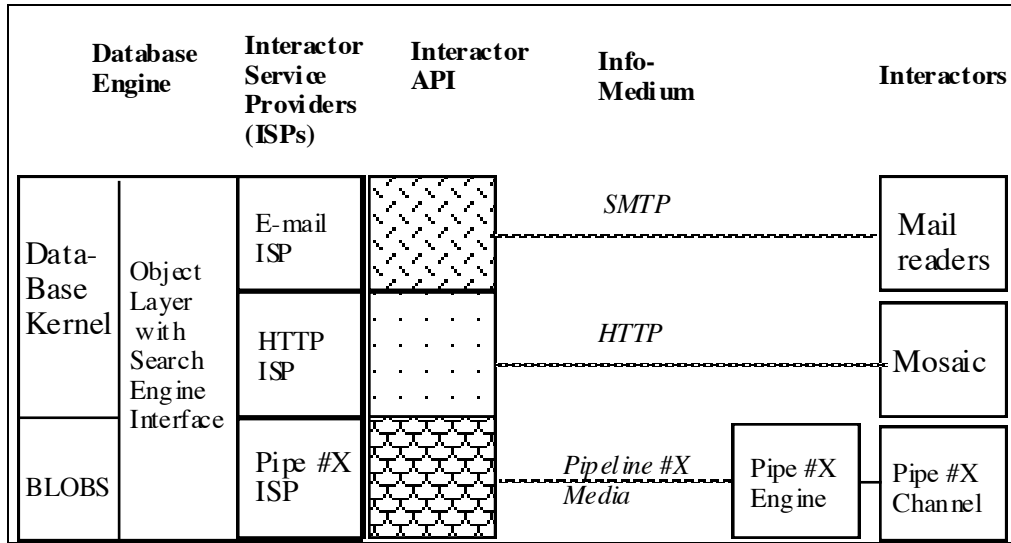 Database
Engine
Interactor
Service
Providers
(ISPs)
Interactor
API
Info-
Medium
Interactors
Data-
Base
Kernel
BLOBS
Object
Layer
with
Search
Engine
Interface
E-mail
ISP
HTTP
ISP
Pipe #X
ISP
SMTP
HTTP
Pipeline #X
Media
Pipe #X
Engine
Mail
readers
Mosaic
Pipe #X
Channel